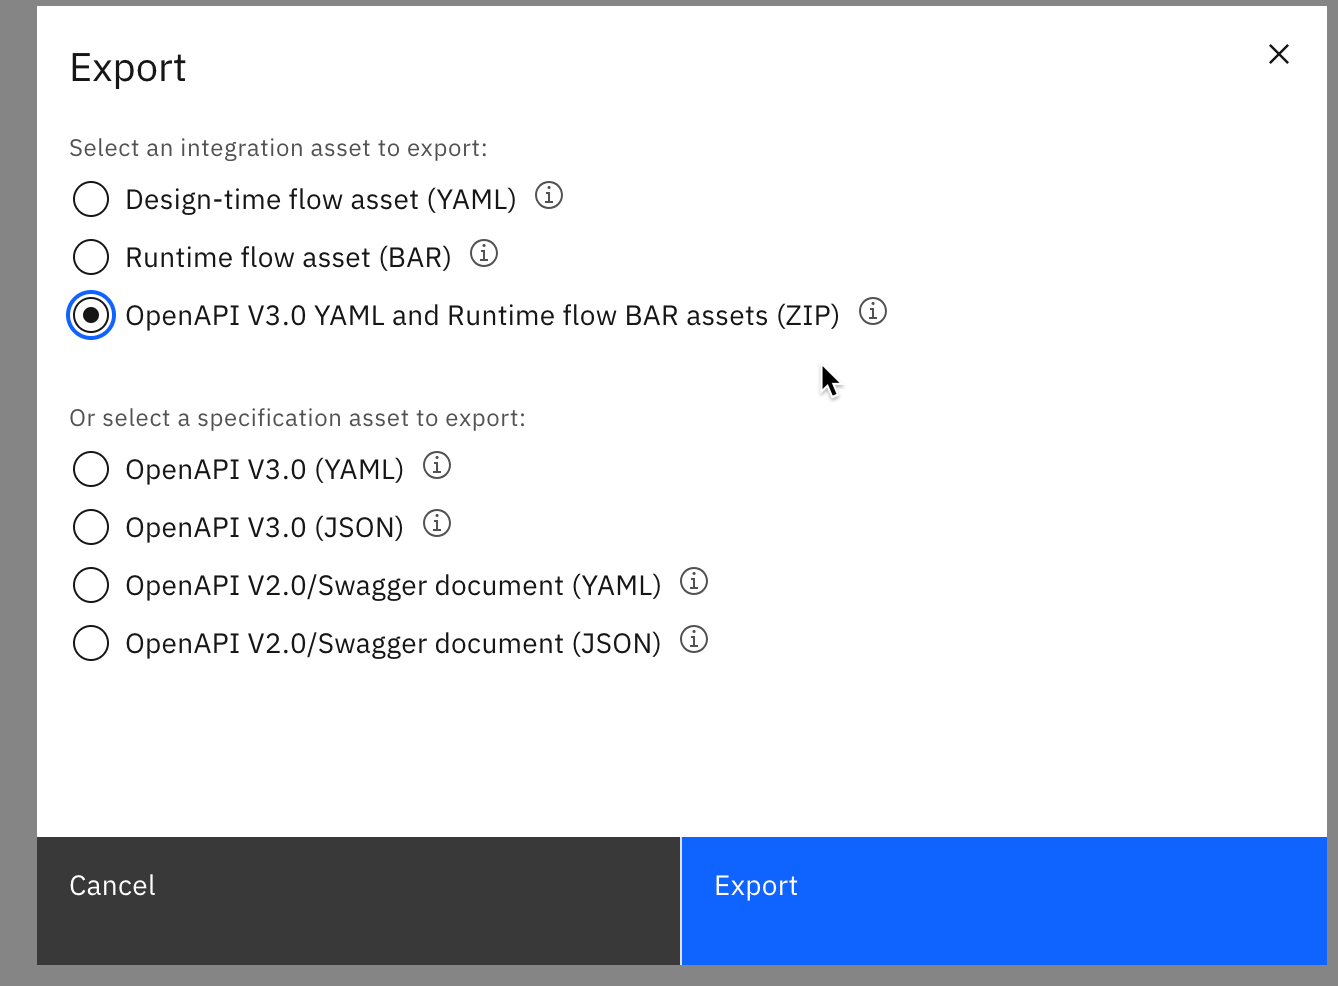 Export
Select an integration asset to export:
Design-time flow asset (YAML)
Runtime flow asset (BAR)
OpenAPI V3.0 YAML and Runtime flow BAR assets (ZIP)
Or select a specification asset to export:
OpenAPI V3.0 (YAML)
OpenAPI V3.0 (JSON)
OpenAPI V2.0/Swagger document (YAML)
OpenAPI V2.0/Swagger document (JSON)
Cancel
Export